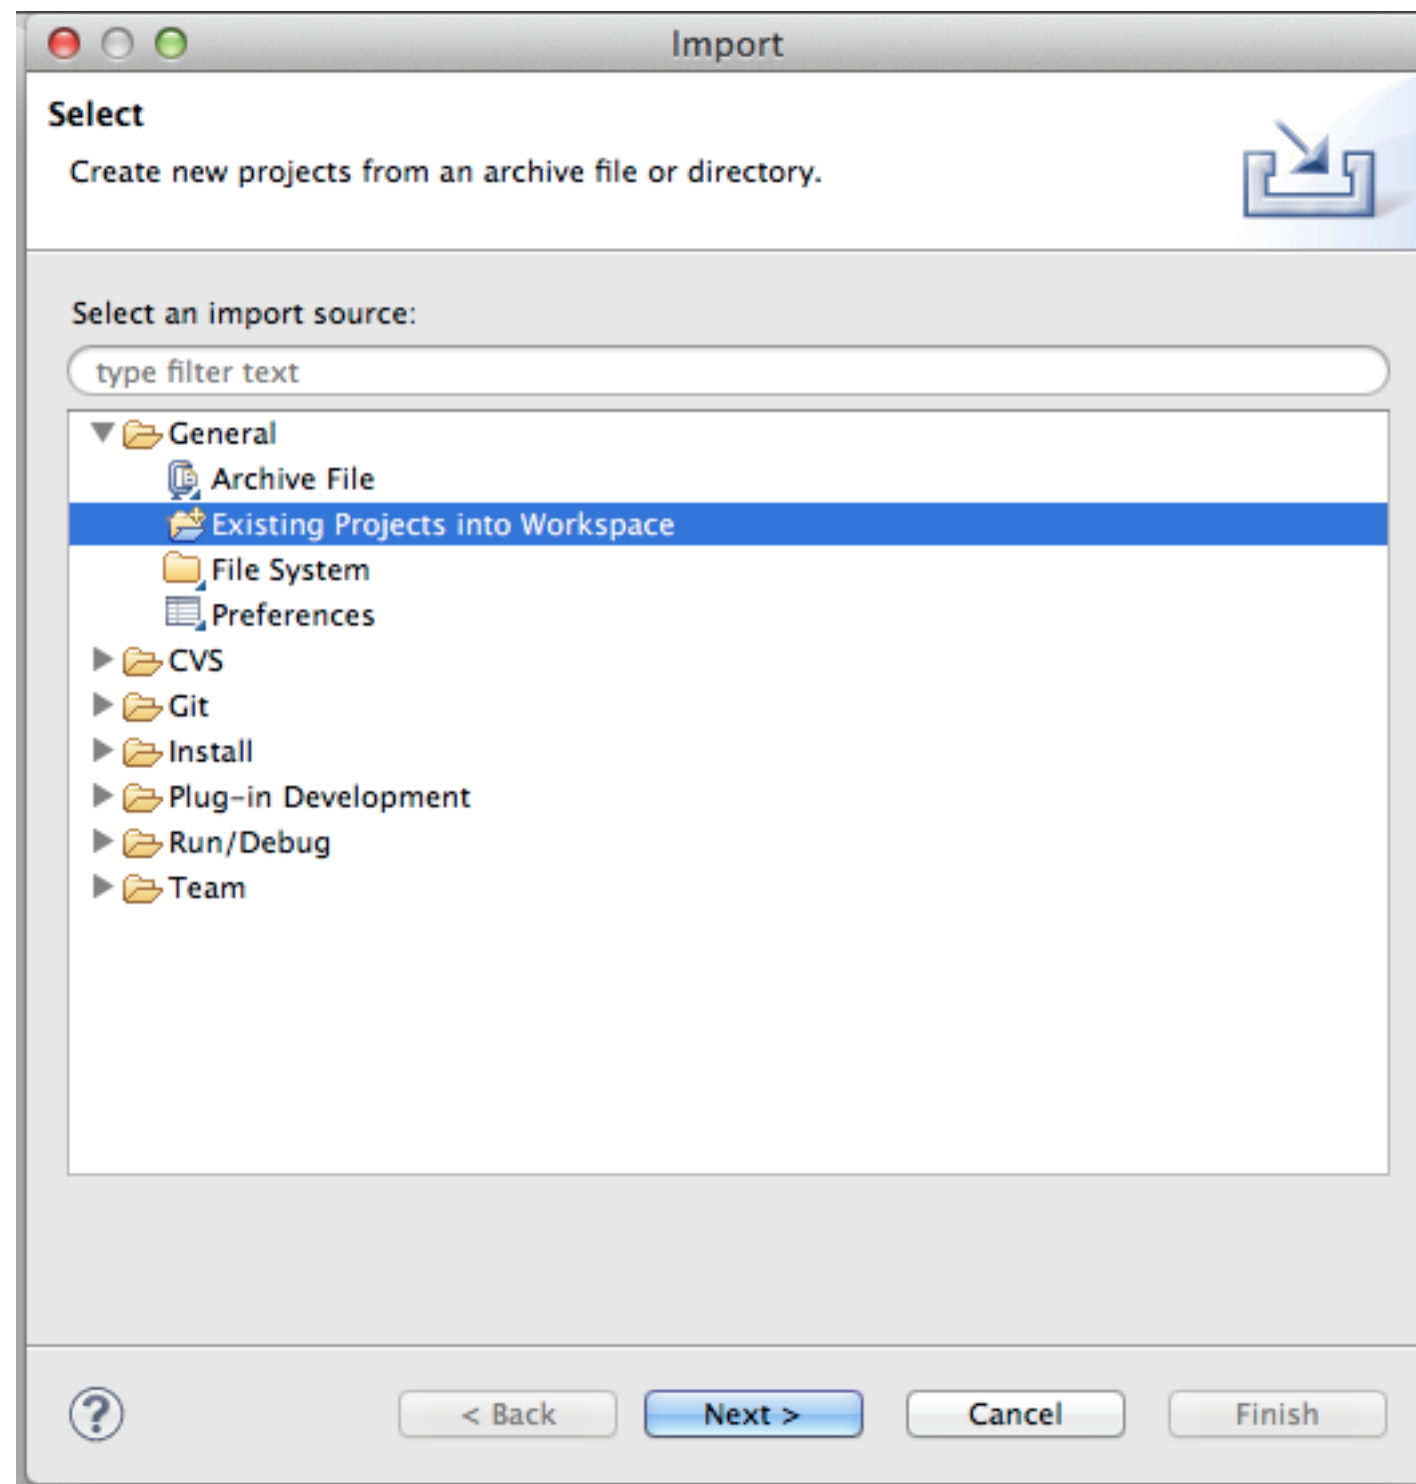 Import
Select
Create new projects from an archive file or directory.
Select an import source:
type filter text
General
Archive File
Existing Projects into Workspace
File System
Preferences
CVS
Git
Install
Plug-in Development
Run/Debug
Team
? < Back Next > Cancel Finish